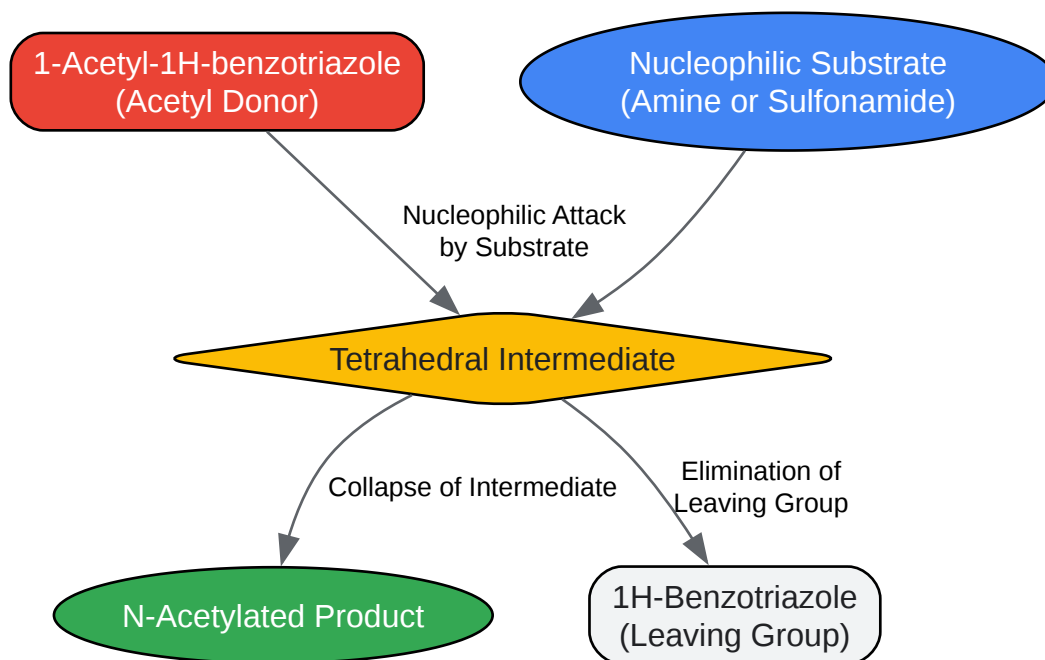 1-Acetyl-1H-benzotriazole
(Acetyl Donor)
Nucleophilic Substrate
(Amine or Sulfonamide)
Nucleophilic Attack
by Substrate
Tetrahedral Intermediate
Collapse of Intermediate
Elimination of
Leaving Group
N-Acetylated Product
1H-Benzotriazole
(Leaving Group)